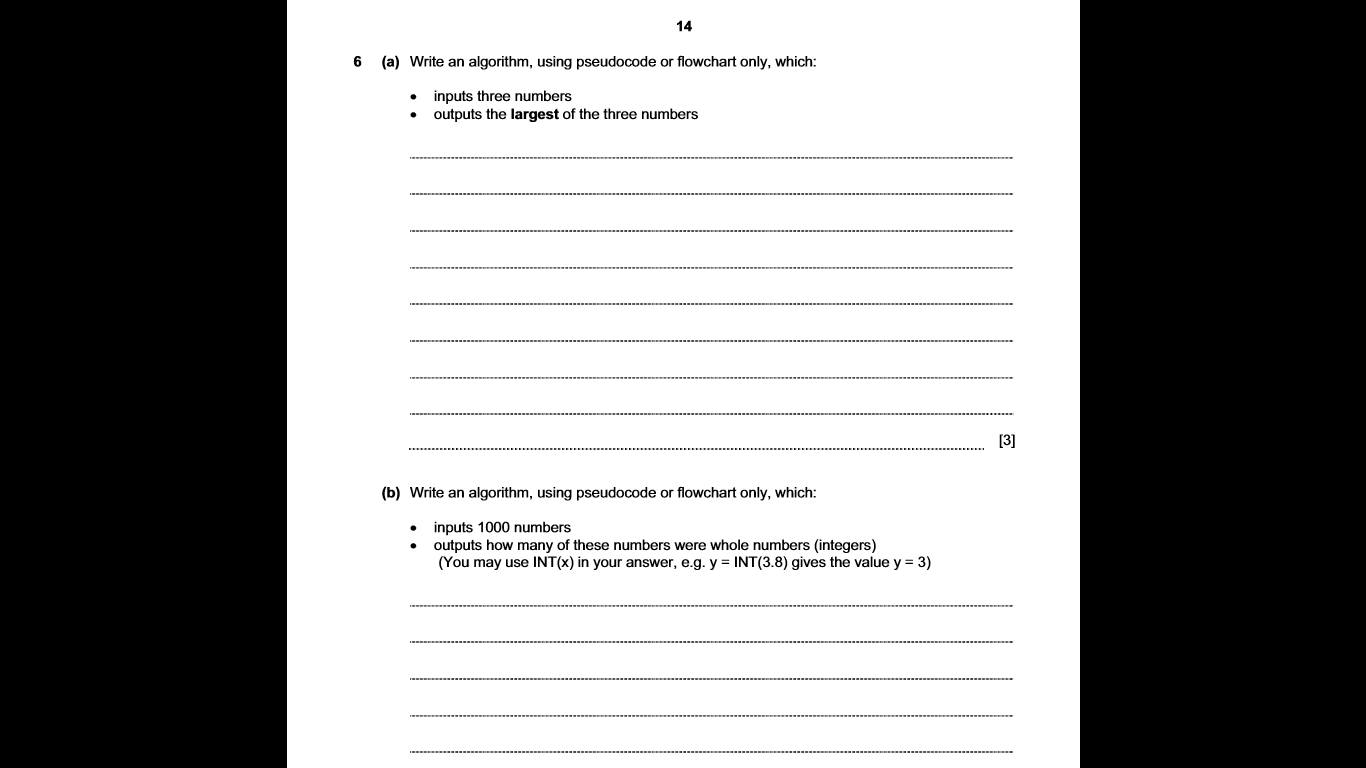 14
6 (a) Write an algorithm, using pseudocode or flowchart only, which:
• inputs three numbers
• outputs the largest of the three numbers
[3]
(b) Write an algorithm, using pseudocode or flowchart only, which:
• inputs 1000 numbers
• outputs how many of these numbers were whole numbers (integers)
(You may use INT(x) in your answer, e.g. y = INT(3.8) gives the value y = 3)